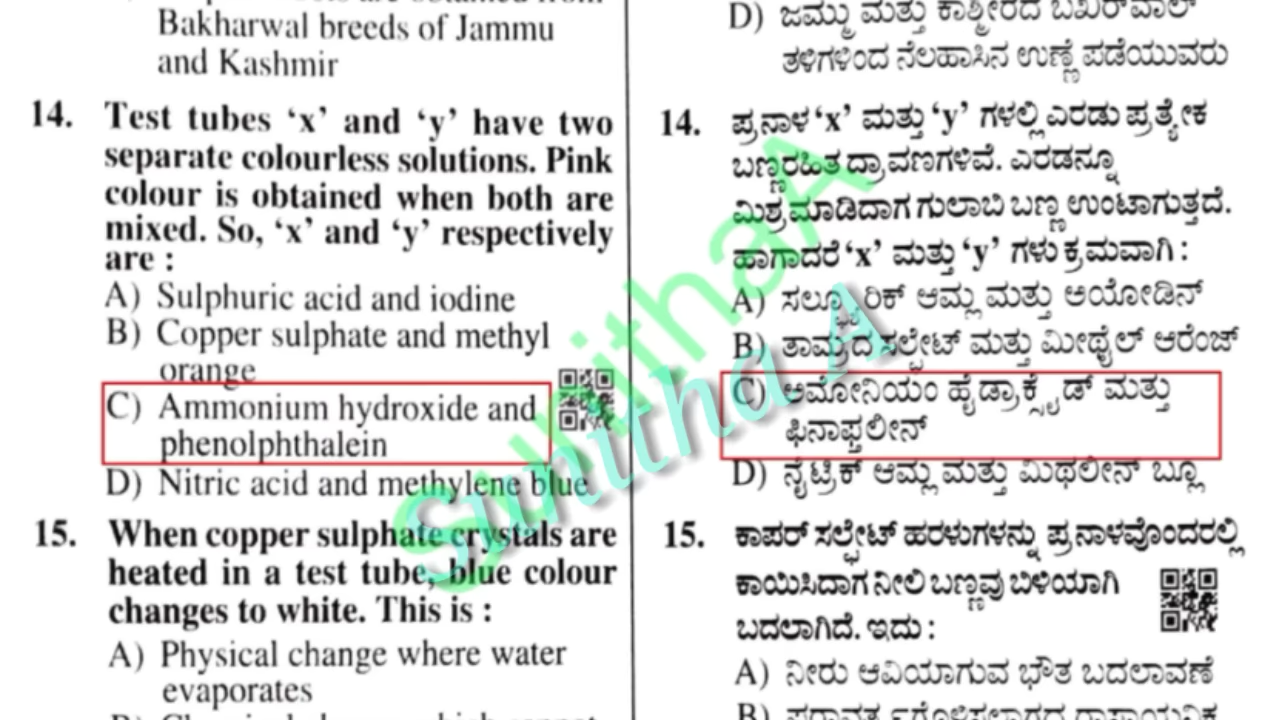 Bakharwal breeds of Jammu
and Kashmir
14. Test tubes ‘x’ and ‘y’ have two
separate colourless solutions. Pink
colour is obtained when both are
mixed. So, ‘x’ and ‘y’ respectively
are :
A) Sulphuric acid and iodine
B) Copper sulphate and methyl
orange
C) Ammonium hydroxide and
phenolphthalein
D) Nitric acid and methylene blue
15. When copper sulphate crystals are
heated in a test tube, blue colour
changes to white. This is :
A) Physical change where water
evaporates
D) ಜಮ್ಮು ಮತ್ತು ಕಾಶ್ಮೀರದ ಬಖರ್‌ವಾಲ್
ತಳಿಗಳಿಂದ ನೆಲಹಾಸಿನ ಉಣ್ಣೆ ಪಡೆಯುವರು
14. ಪ್ರನಾಳ ‘x’ ಮತ್ತು ‘y’ ಗಳಲ್ಲಿ ಎರಡು ಪ್ರತ್ಯೇಕ
ಬಣ್ಣರಹಿತ ದ್ರಾವಣಗಳಿವೆ. ಎರಡನ್ನೂ
ಮಿಶ್ರಮಾಡಿದಾಗ ಗುಲಾಬಿ ಬಣ್ಣ ಉಂಟಾಗುತ್ತದೆ.
ಹಾಗಾದರೆ ‘x’ ಮತ್ತು ‘y’ ಗಳು ಕ್ರಮವಾಗಿ :
A) ಸಲ್ಫ್ಯೂರಿಕ್ ಆಮ್ಲ ಮತ್ತು ಅಯೋಡಿನ್
B) ತಾಮ್ರದ ಸಲ್ಫೇಟ್ ಮತ್ತು ಮೀಥೈಲ್ ಆರೆಂಜ್
C) ಅಮೋನಿಯಂ ಹೈಡ್ರಾಕ್ಸೈಡ್ ಮತ್ತು
ಫಿನಾಫ್ತಲೀನ್
D) ನೈಟ್ರಿಕ್ ಆಮ್ಲ ಮತ್ತು ಮಿಥಲೀನ್ ಬ್ಲೂ
15. ಕಾಪರ್ ಸಲ್ಫೇಟ್ ಹರಳುಗಳನ್ನು ಪ್ರನಾಳವೊಂದರಲ್ಲಿ
ಕಾಯಿಸಿದಾಗ ನೀಲಿ ಬಣ್ಣವು ಬಿಳಿಯಾಗಿ
ಬದಲಾಗಿದೆ. ಇದು :
A) ನೀರು ಆವಿಯಾಗುವ ಭೌತ ಬದಲಾವಣೆ
SunithaA
Sunitha A